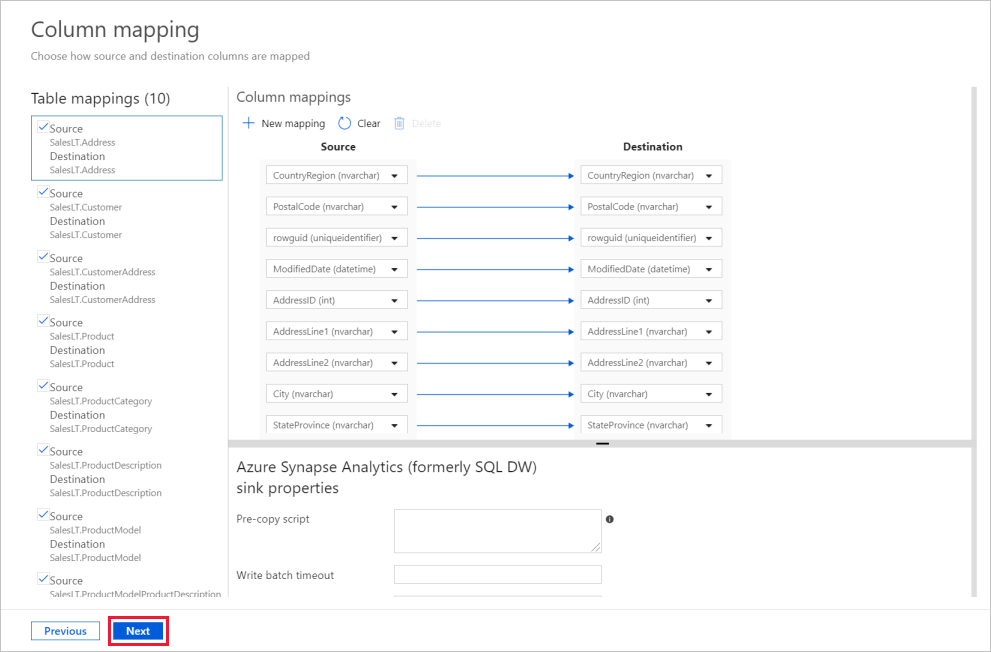 Column mapping
Choose how source and destination columns are mapped
Table mappings (10)
Source
SalesLT.Address
Destination
SalesLT.Address
Source
SalesLT.Customer
Destination
SalesLT.Customer
Source
SalesLT.CustomerAddress
Destination
SalesLT.CustomerAddress
Source
SalesLT.Product
Destination
SalesLT.Product
Source
SalesLT.ProductCategory
Destination
SalesLT.ProductCategory
Source
SalesLT.ProductDescription
Destination
SalesLT.ProductDescription
Source
SalesLT.ProductModel
Destination
SalesLT.ProductModel
Source
SalesLT.ProductModelProductDescription
Column mappings
New mapping Clear Delete
Source Destination
CountryRegion (nvarchar) CountryRegion (nvarchar)
PostalCode (nvarchar) PostalCode (nvarchar)
rowguid (uniqueidentifier) rowguid (uniqueidentifier)
ModifiedDate (datetime) ModifiedDate (datetime)
AddressID (int) AddressID (int)
AddressLine1 (nvarchar) AddressLine1 (nvarchar)
AddressLine2 (nvarchar) AddressLine2 (nvarchar)
City (nvarchar) City (nvarchar)
StateProvince (nvarchar) StateProvince (nvarchar)
Azure Synapse Analytics (formerly SQL DW)
sink properties
Pre-copy script
Write batch timeout
Previous Next